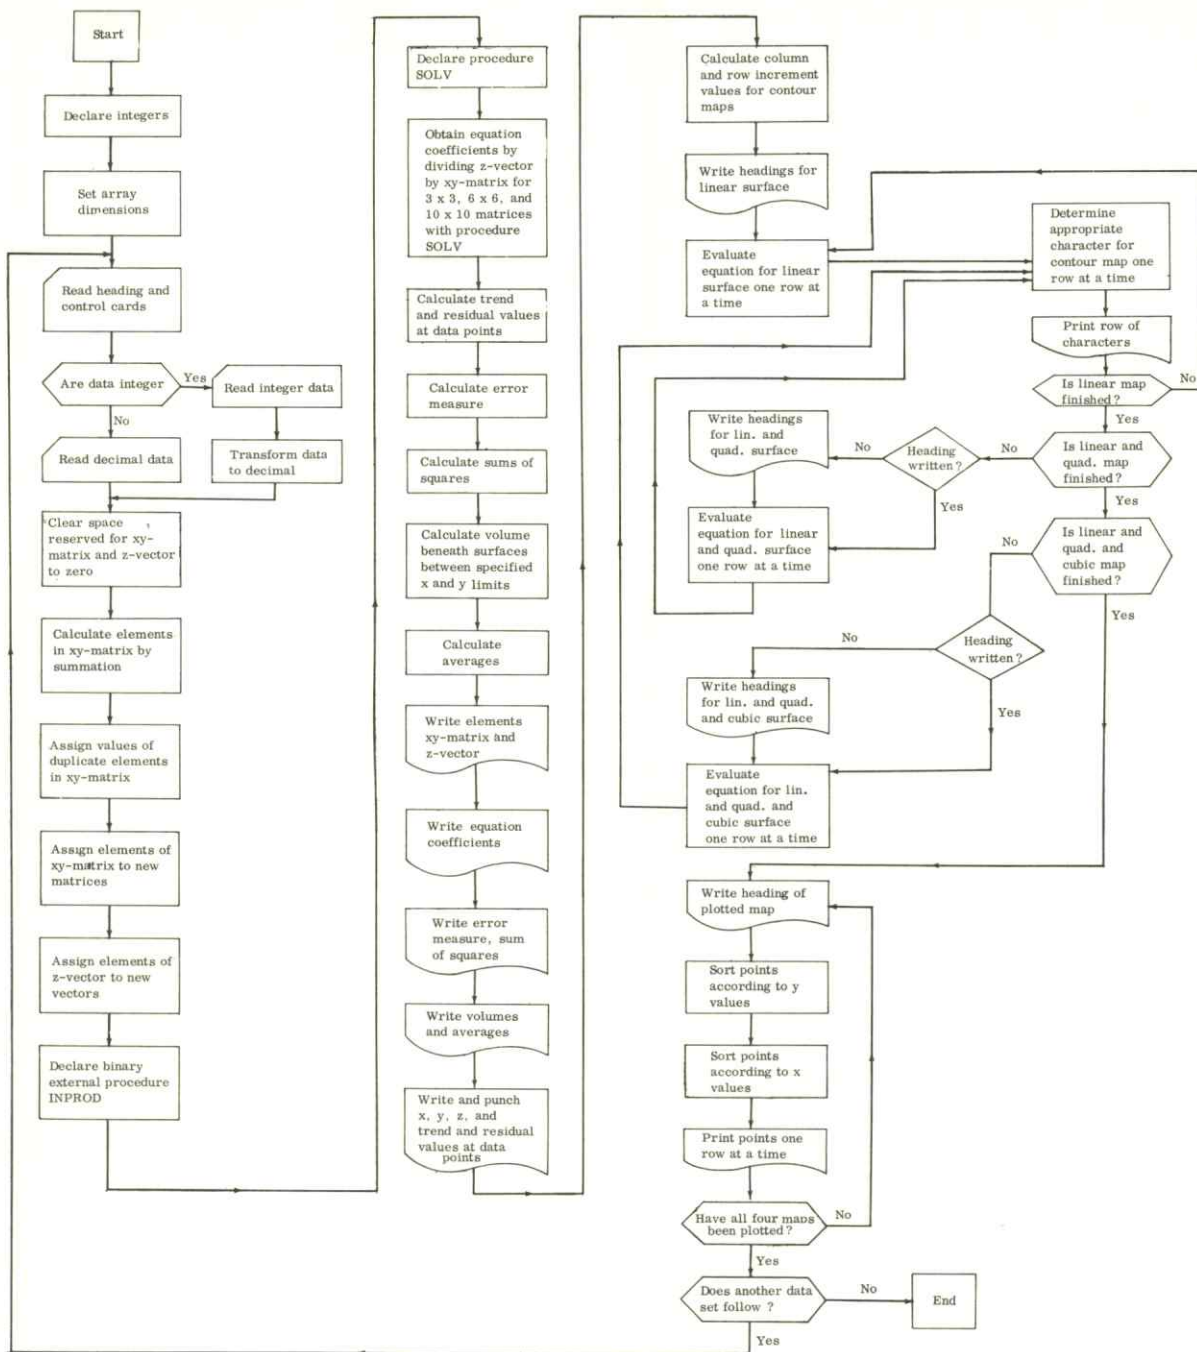 Start
Declare integers
Set array
dimensions
Read heading and
control cards
Are data integer
Yes
Read integer data
No
Read decimal data
Transform data
to decimal
Clear space
reserved for xy-
matrix and z-vector
to zero
Calculate elements
in xy-matrix by
summation
Assign values of
duplicate elements
in xy-matrix
Assign elements of
xy-matrix to new
matrices
Assign elements of
z-vector to new
vectors
Declare binary
external procedure
INPROD
Declare procedure
SOLV
Obtain equation
coefficients by
dividing z-vector
by xy-matrix for
3 x 3, 6 x 6, and
10 x 10 matrices
with procedure
SOLV
Calculate trend
and residual values
at data points
Calculate error
measure
Calculate sums of
squares
Calculate volume
beneath surfaces
between specified
x and y limits
Calculate
averages
Write elements
xy-matrix and
z-vector
Write equation
coefficients
Write error
measure, sum
of squares
Write volumes
and averages
Write and punch
x, y, z, and
trend and residual
values at data
points
Calculate column
and row increment
values for contour
maps
Write headings for
linear surface
Evaluate
equation for linear
surface one row at
a time
Determine
appropriate
character for
contour map one
row at a time
Print row of
characters
Is linear map
finished?
No
Yes
Is linear and
quad. map
finished?
No
Heading
written?
No
Write headings
for lin. and
quad. surface
Yes
Evaluate
equation for linear
and quad. surface
one row at a time
Yes
Is linear and
quad. and
cubic map
finished?
No
Yes
Heading
written?
No
Write headings
for lin. and quad.
and cubic surface
Yes
Evaluate
equation for lin.
and quad. and
cubic surface
one row at a time
Write heading of
plotted map
Sort points
according to y
values
Sort points
according to x
values
Print points one
row at a time
Have all four maps
been plotted?
No
Yes
Does another data
set follow ?
No
End
Yes